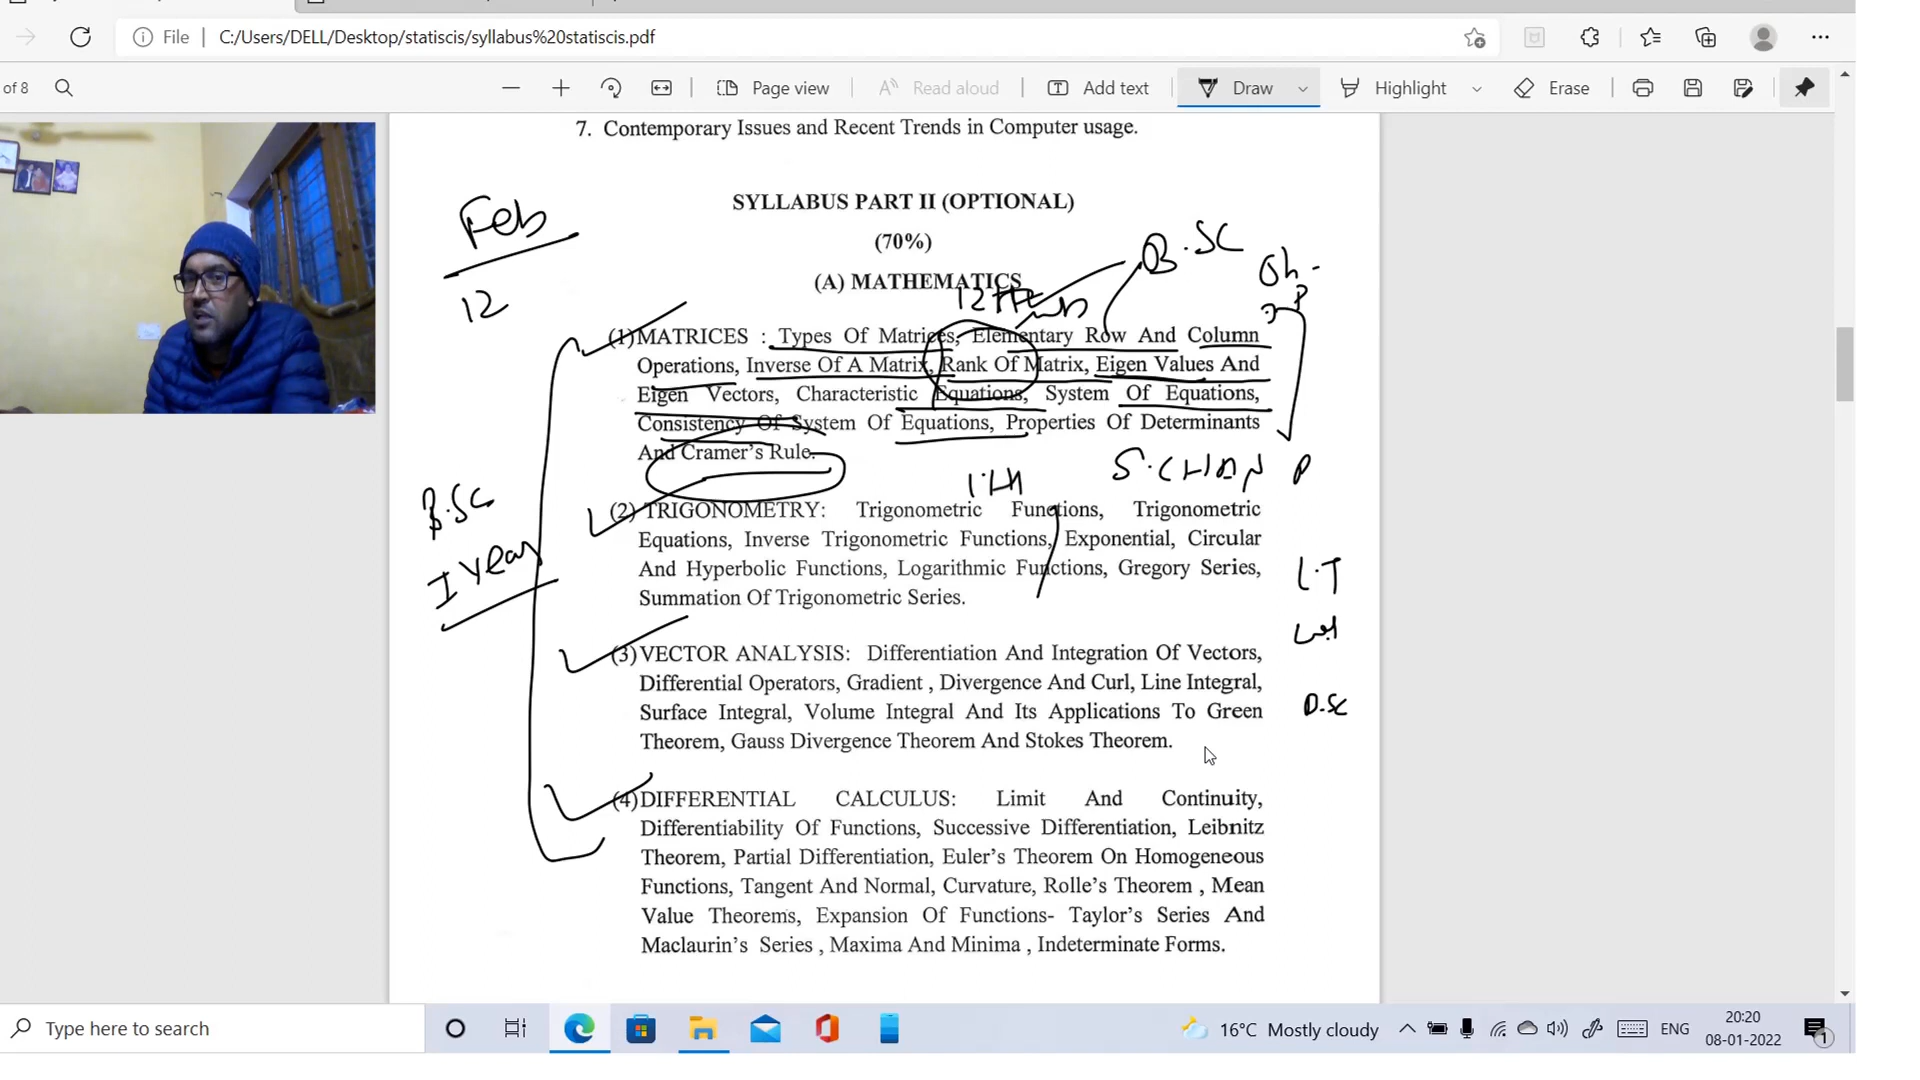 File
C:/Users/DELL/Desktop/statiscis/syllabus%20statiscis.pdf
of 8
Page view
Read aloud
Add text
Draw
Highlight
Erase
7. Contemporary Issues and Recent Trends in Computer usage.
SYLLABUS PART II (OPTIONAL)
(70%)
(A) MATHEMATICS
Feb
12
B.SC
12th
(1)MATRICES : Types Of Matrices, Elementary Row And Column
Operations, Inverse Of A Matrix, Rank Of Matrix, Eigen Values And
Eigen Vectors, Characteristic Equations, System Of Equations,
Consistency Of System Of Equations, Properties Of Determinants
And Cramer's Rule.
S.CHAN
B.SC
I Year
(2) TRIGONOMETRY: Trigonometric Functions, Trigonometric
Equations, Inverse Trigonometric Functions, Exponential, Circular
And Hyperbolic Functions, Logarithmic Functions, Gregory Series,
Summation Of Trigonometric Series.
L.T
(3)VECTOR ANALYSIS: Differentiation And Integration Of Vectors,
Differential Operators, Gradient , Divergence And Curl, Line Integral,
Surface Integral, Volume Integral And Its Applications To Green
Theorem, Gauss Divergence Theorem And Stokes Theorem.
(4)DIFFERENTIAL CALCULUS: Limit And Continuity,
Differentiability Of Functions, Successive Differentiation, Leibnitz
Theorem, Partial Differentiation, Euler's Theorem On Homogeneous
Functions, Tangent And Normal, Curvature, Rolle's Theorem , Mean
Value Theorems, Expansion Of Functions- Taylor's Series And
Maclaurin's Series , Maxima And Minima , Indeterminate Forms.
Type here to search
16°C Mostly cloudy
ENG
20:20
08-01-2022
1